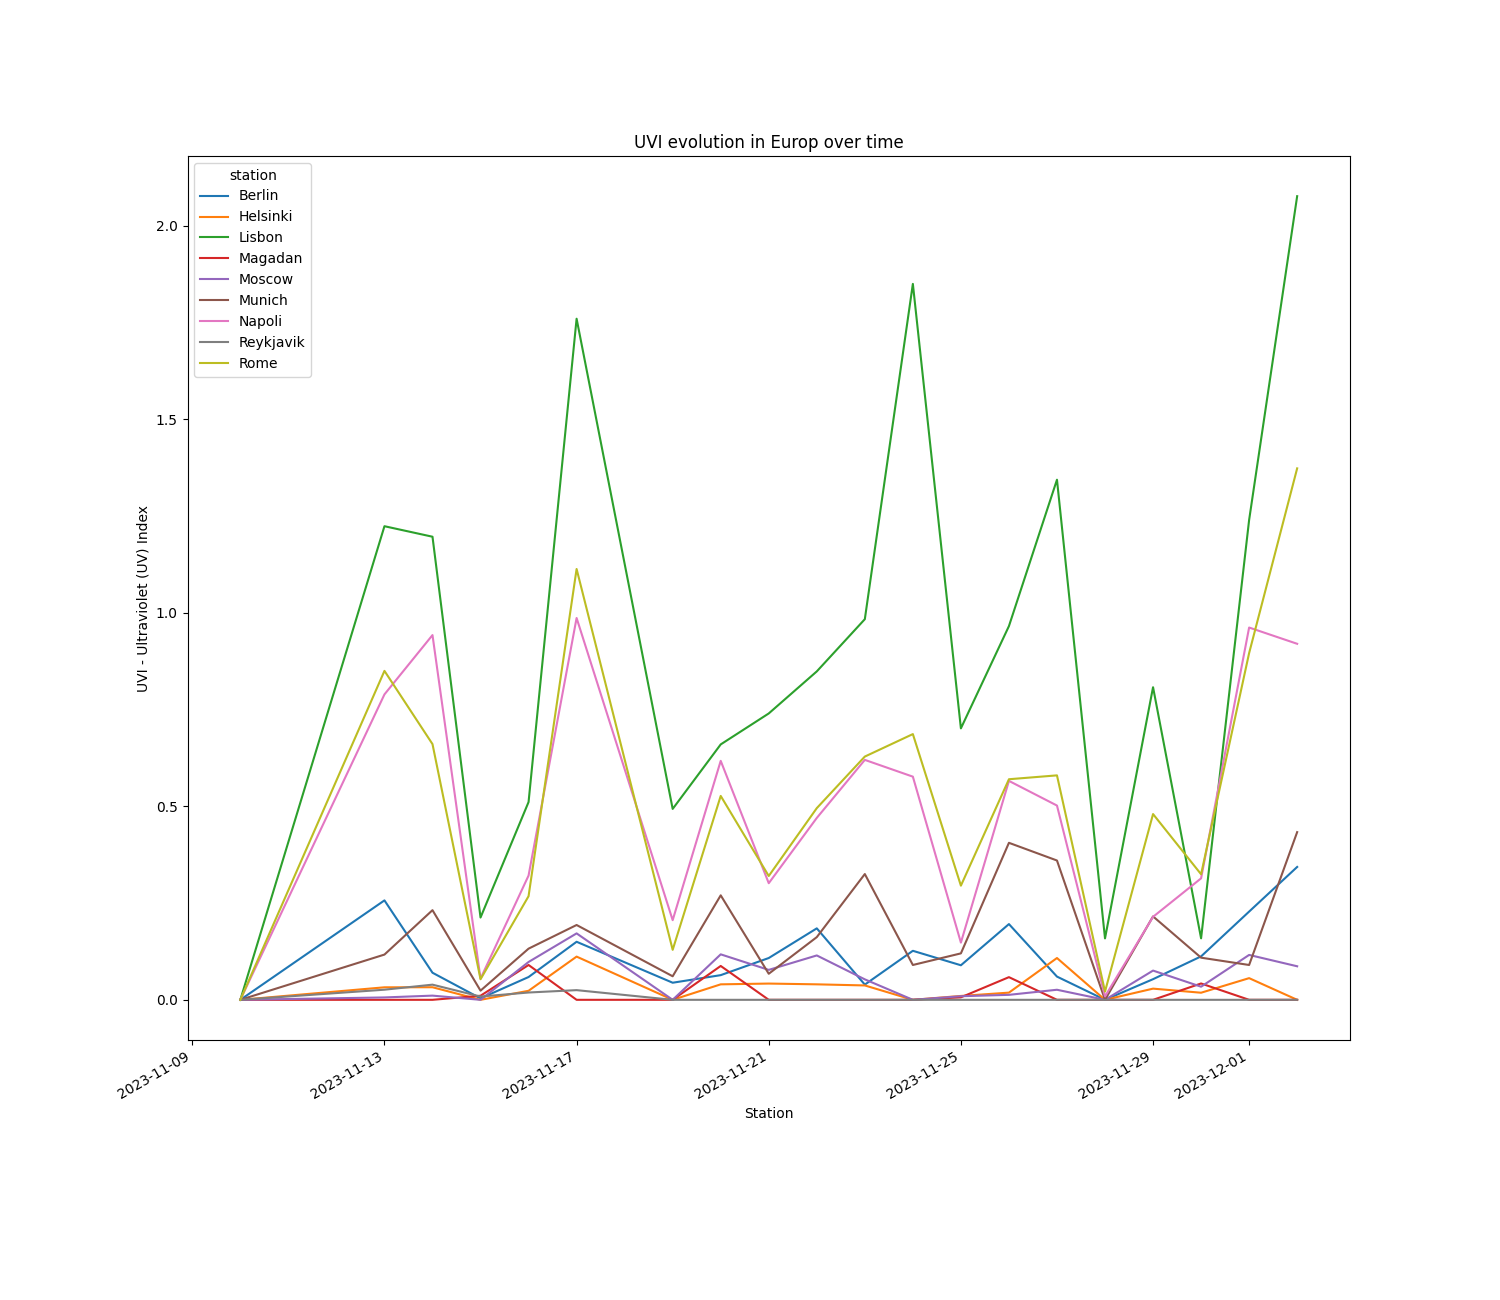 UVI evolution in Europ over time
station
Berlin
Helsinki
Lisbon
Magadan
Moscow
Munich
Napoli
Reykjavik
Rome
UVI - Ultraviolet (UV) Index
2.0
1.5
1.0
0.5
0.0
2023-11-09
2023-11-13
2023-11-17
2023-11-21
2023-11-25
2023-11-29
2023-12-01
Station